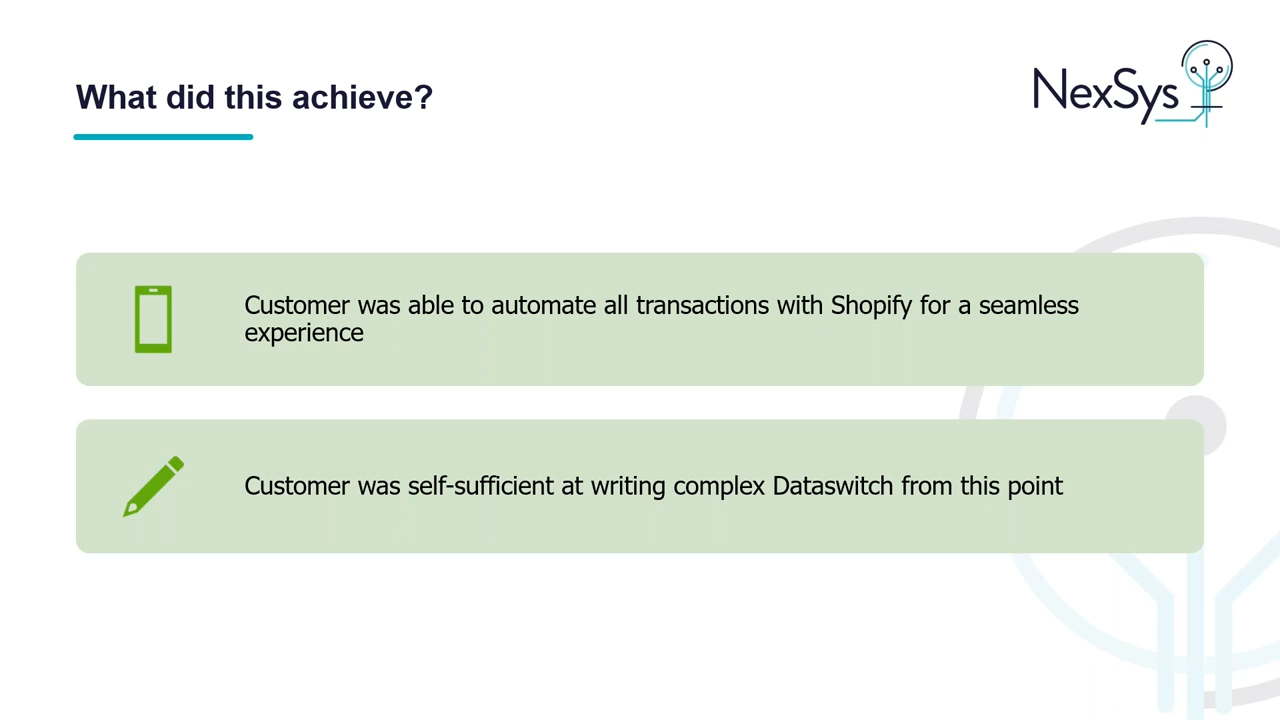 What did this achieve?
NexSys
Customer was able to automate all transactions with Shopify for a seamless
experience
Customer was self-sufficient at writing complex Dataswitch from this point